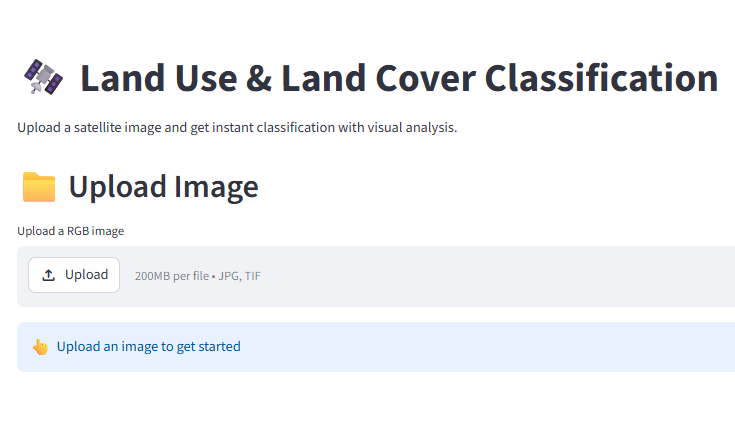 Land Use & Land Cover Classification
Upload a satellite image and get instant classification with visual analysis.
Upload Image
Upload a RGB image
Upload
200MB per file • JPG, TIF
Upload an image to get started